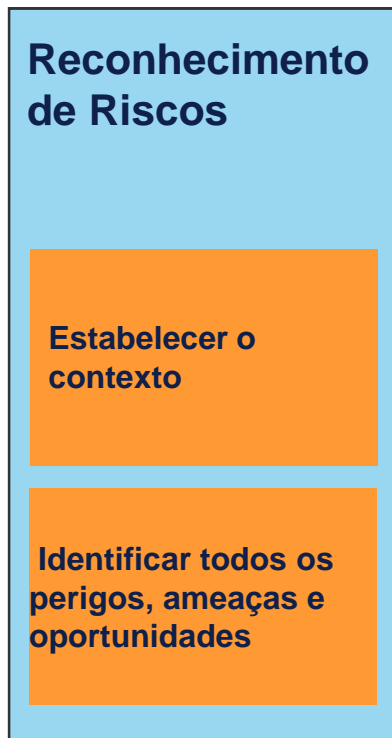 Reconhecimento
de Riscos
Estabelecer o
contexto
Identificar todos os
perigos, ameaças e
oportunidades